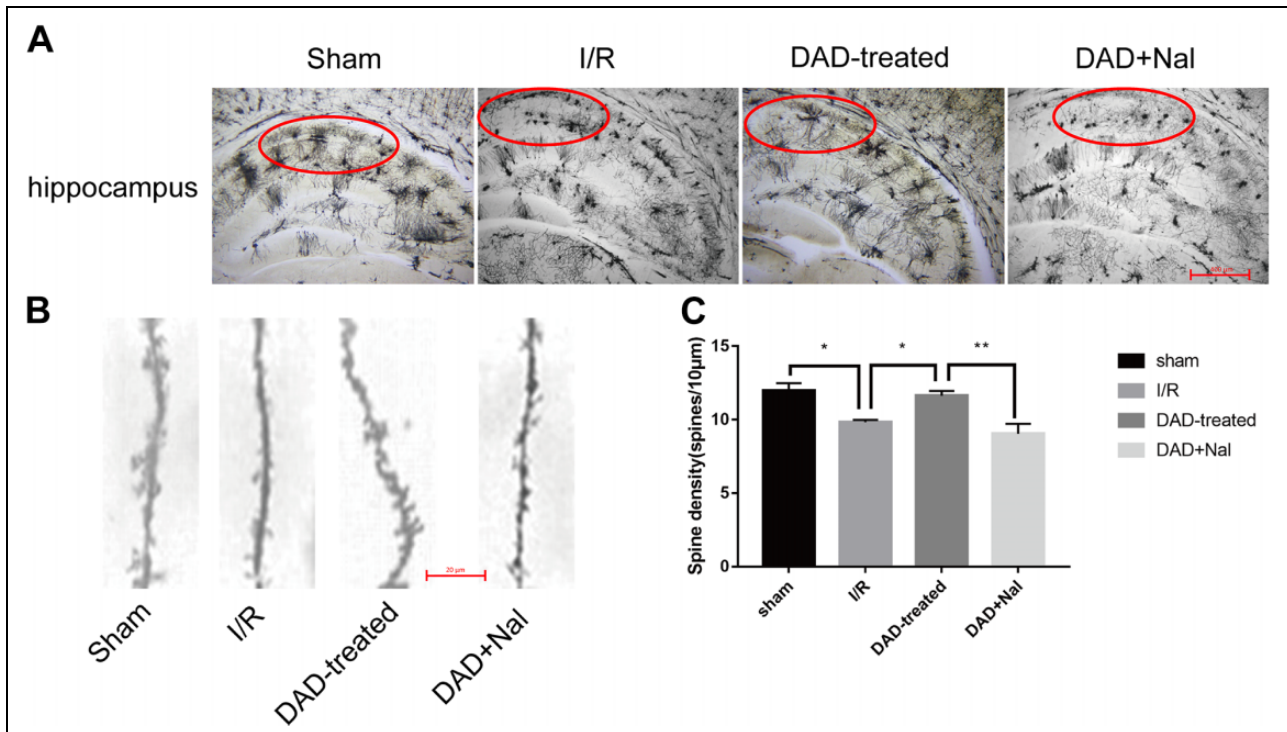 A
Sham
I/R
DAD-treated
DAD+Nal
hippocampus
B
20 μm
Sham
I/R
DAD-treated
DAD+Nal
C
Spine density(spines/10μm)
15
10
5
0
*
*
**
sham
I/R
DAD-treated
DAD+Nal
sham
I/R
DAD-treated
DAD+Nal